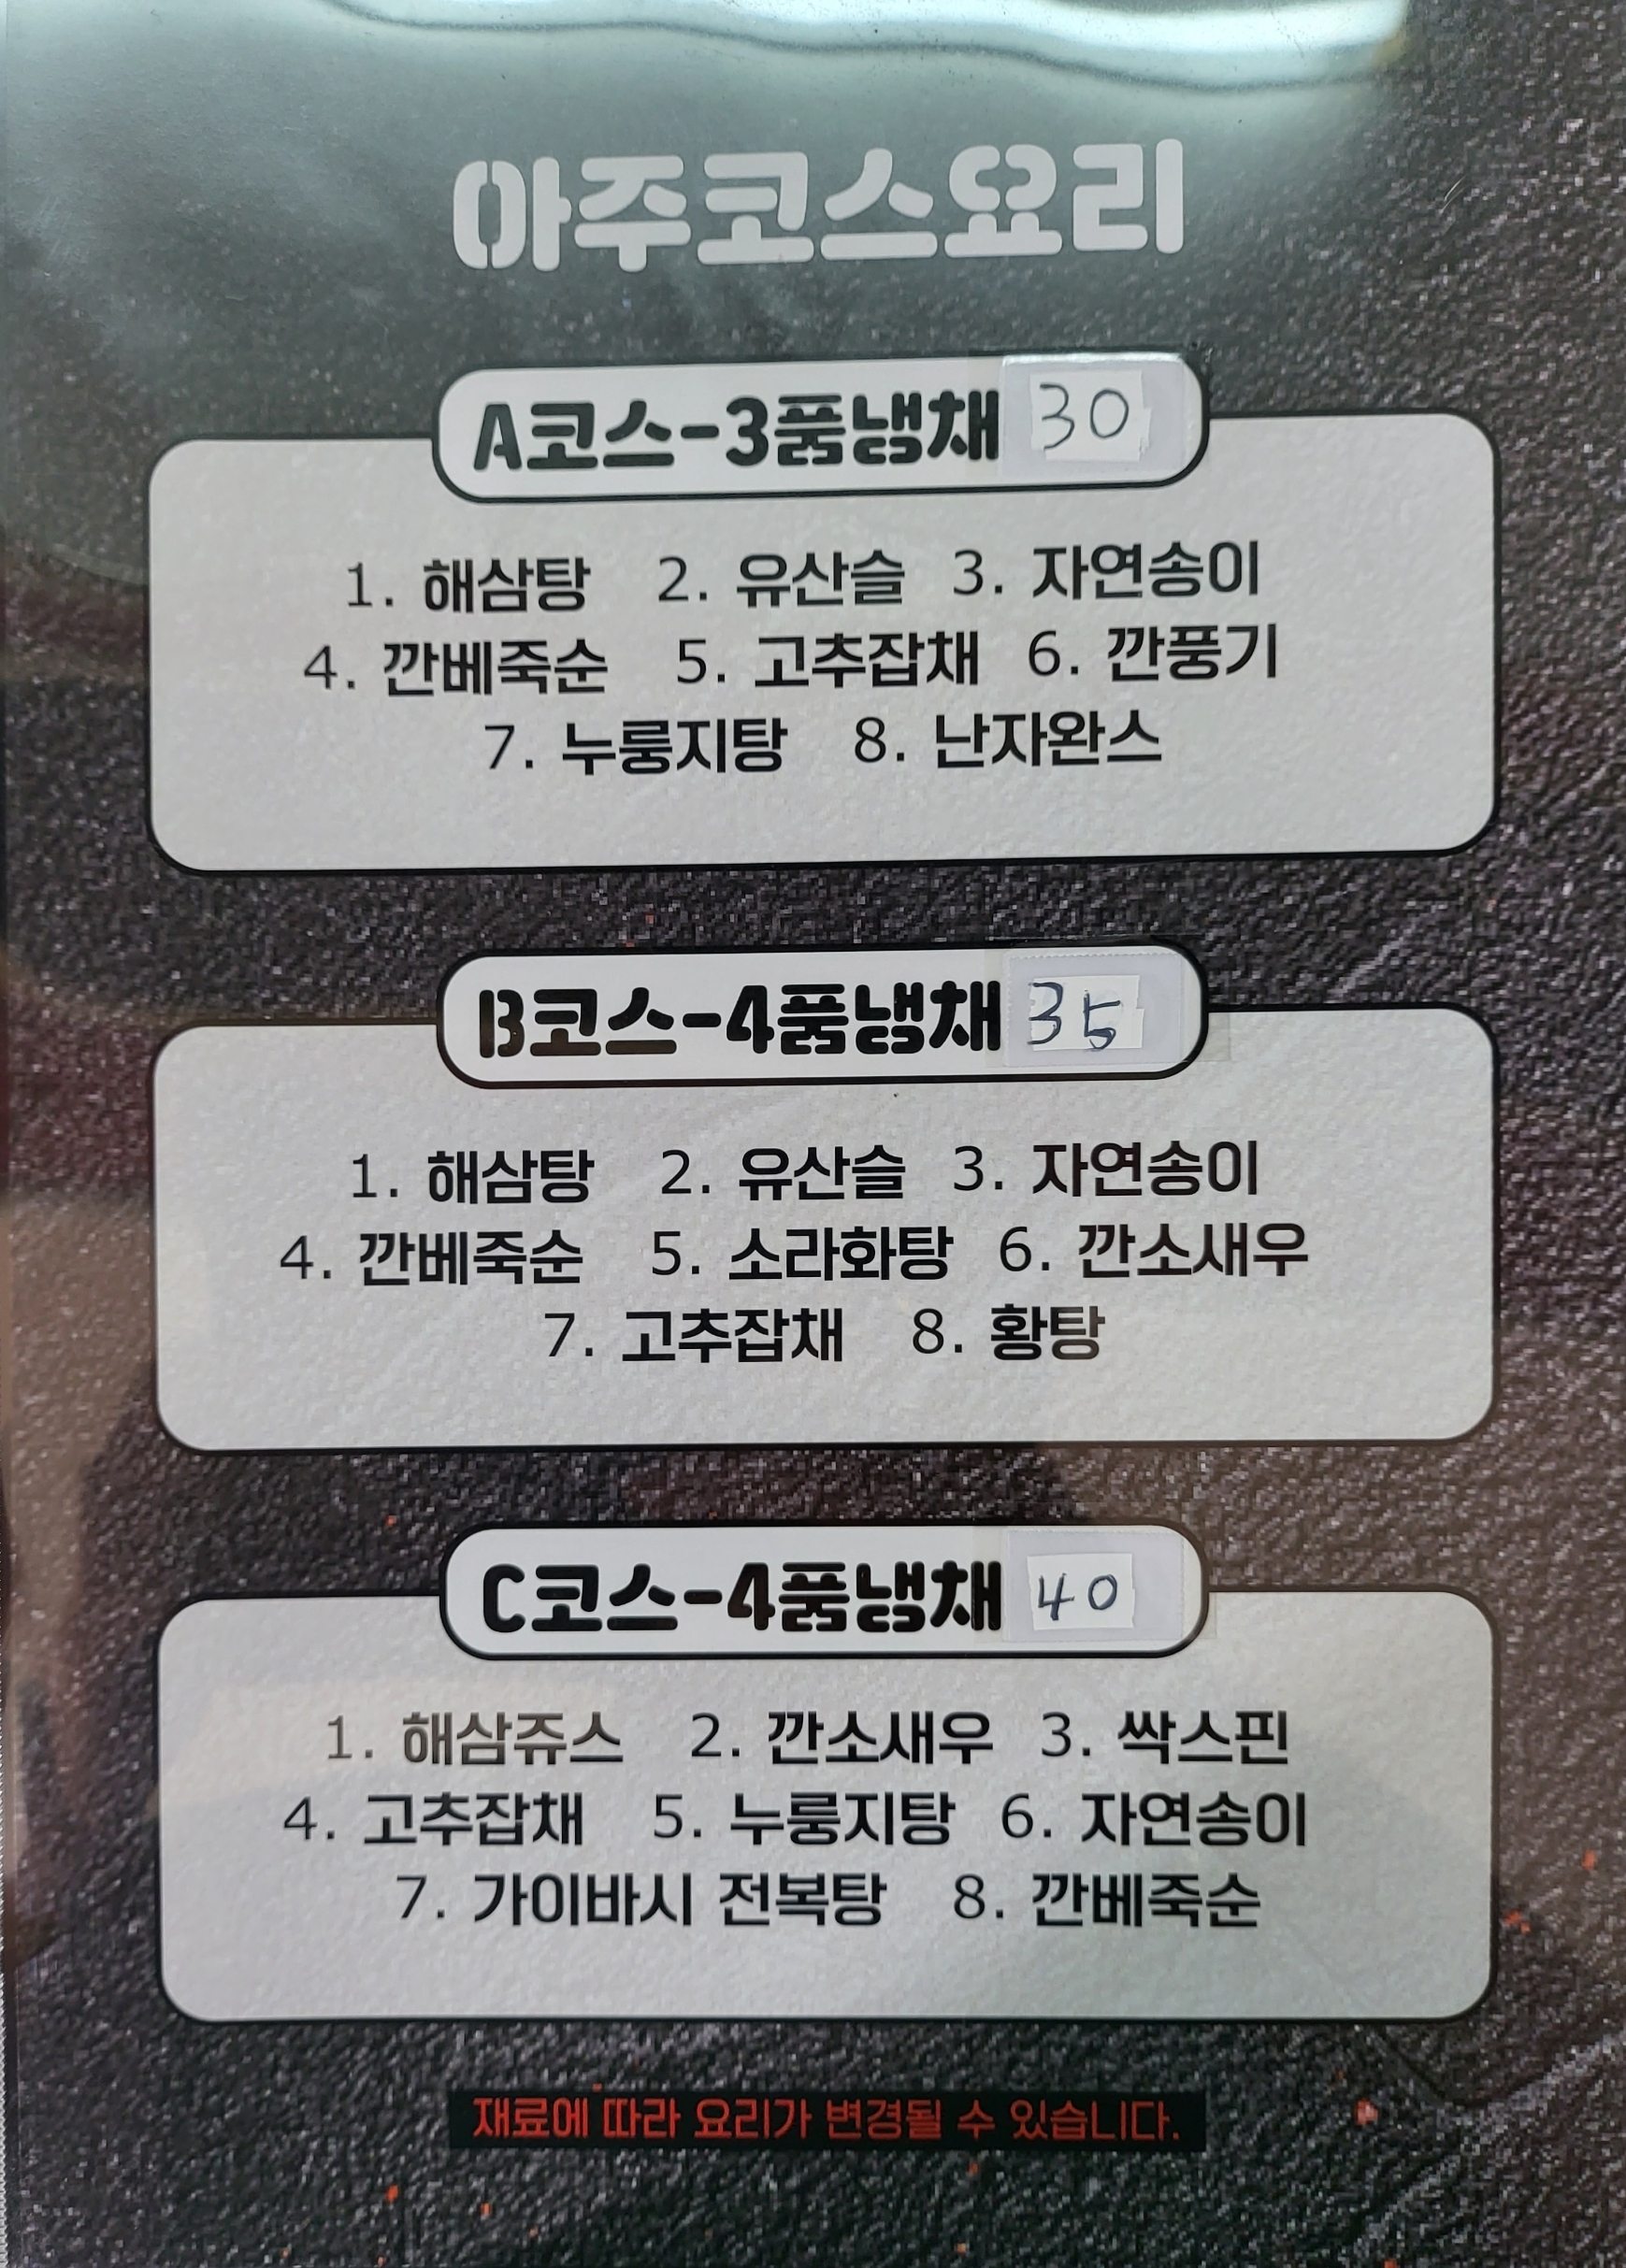 아주코스요리
A코스-3품냉채 30
1. 해삼탕 2. 유산슬 3. 자연송이
4. 깐베죽순 5. 고추잡채 6. 깐풍기
7. 누룽지탕 8. 난자완스
B코스-4품냉채 35
1. 해삼탕 2. 유산슬 3. 자연송이
4. 깐베죽순 5. 소라화탕 6. 깐소새우
7. 고추잡채 8. 황탕
C코스-4품냉채 40
1. 해삼쥬스 2. 깐소새우 3. 싹스핀
4. 고추잡채 5. 누룽지탕 6. 자연송이
7. 가이바시 전복탕 8. 깐베죽순
재료에 따라 요리가 변경될 수 있습니다.